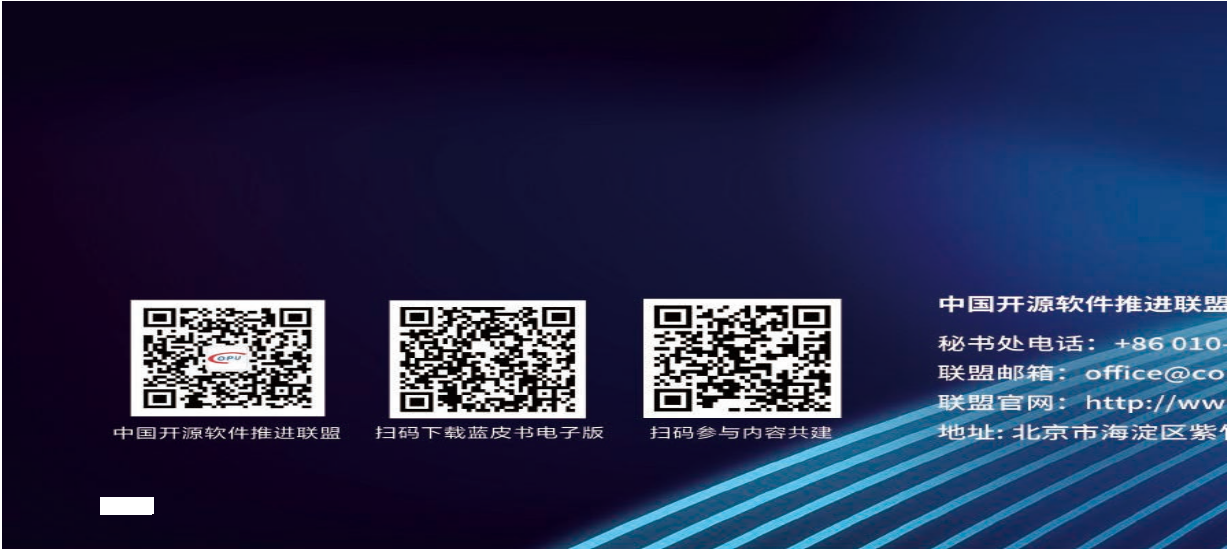 COPU
中国开源软件推进联盟
扫码下载蓝皮书电子版
扫码参与内容共建
中国开源软件推进联盟
秘书处电话：+86 010-
联盟邮箱：office@co
联盟官网：http://ww
地址: 北京市海淀区紫竹